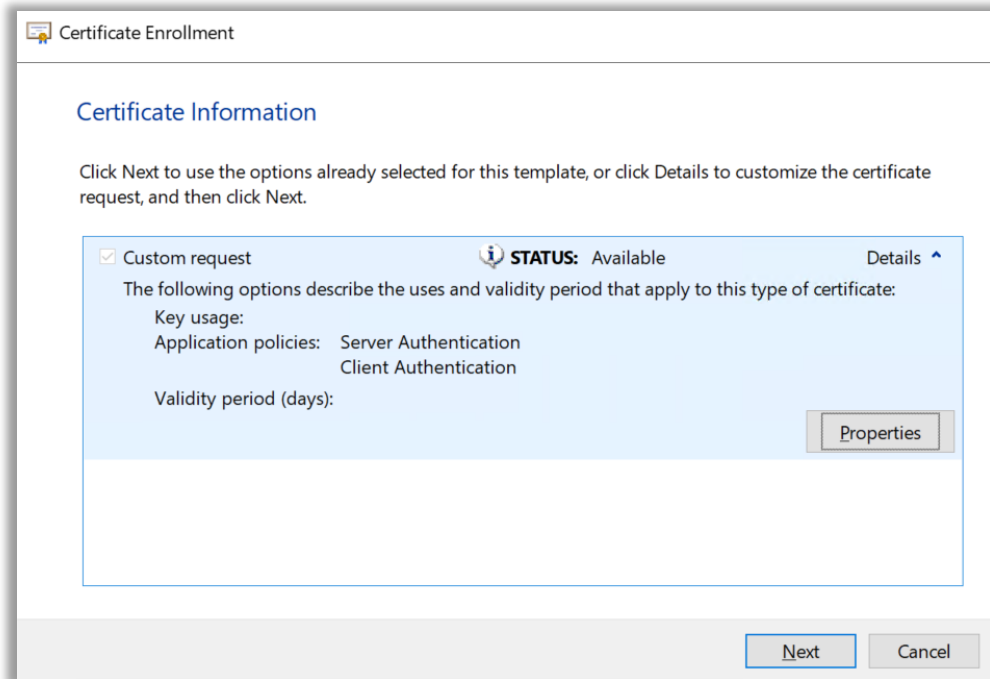 Certificate Enrollment
Certificate Information
Click Next to use the options already selected for this template, or click Details to customize the certificate
request, and then click Next.
Custom request STATUS: Available Details
The following options describe the uses and validity period that apply to this type of certificate:
Key usage:
Application policies: Server Authentication
Client Authentication
Validity period (days):
Properties
Next Cancel